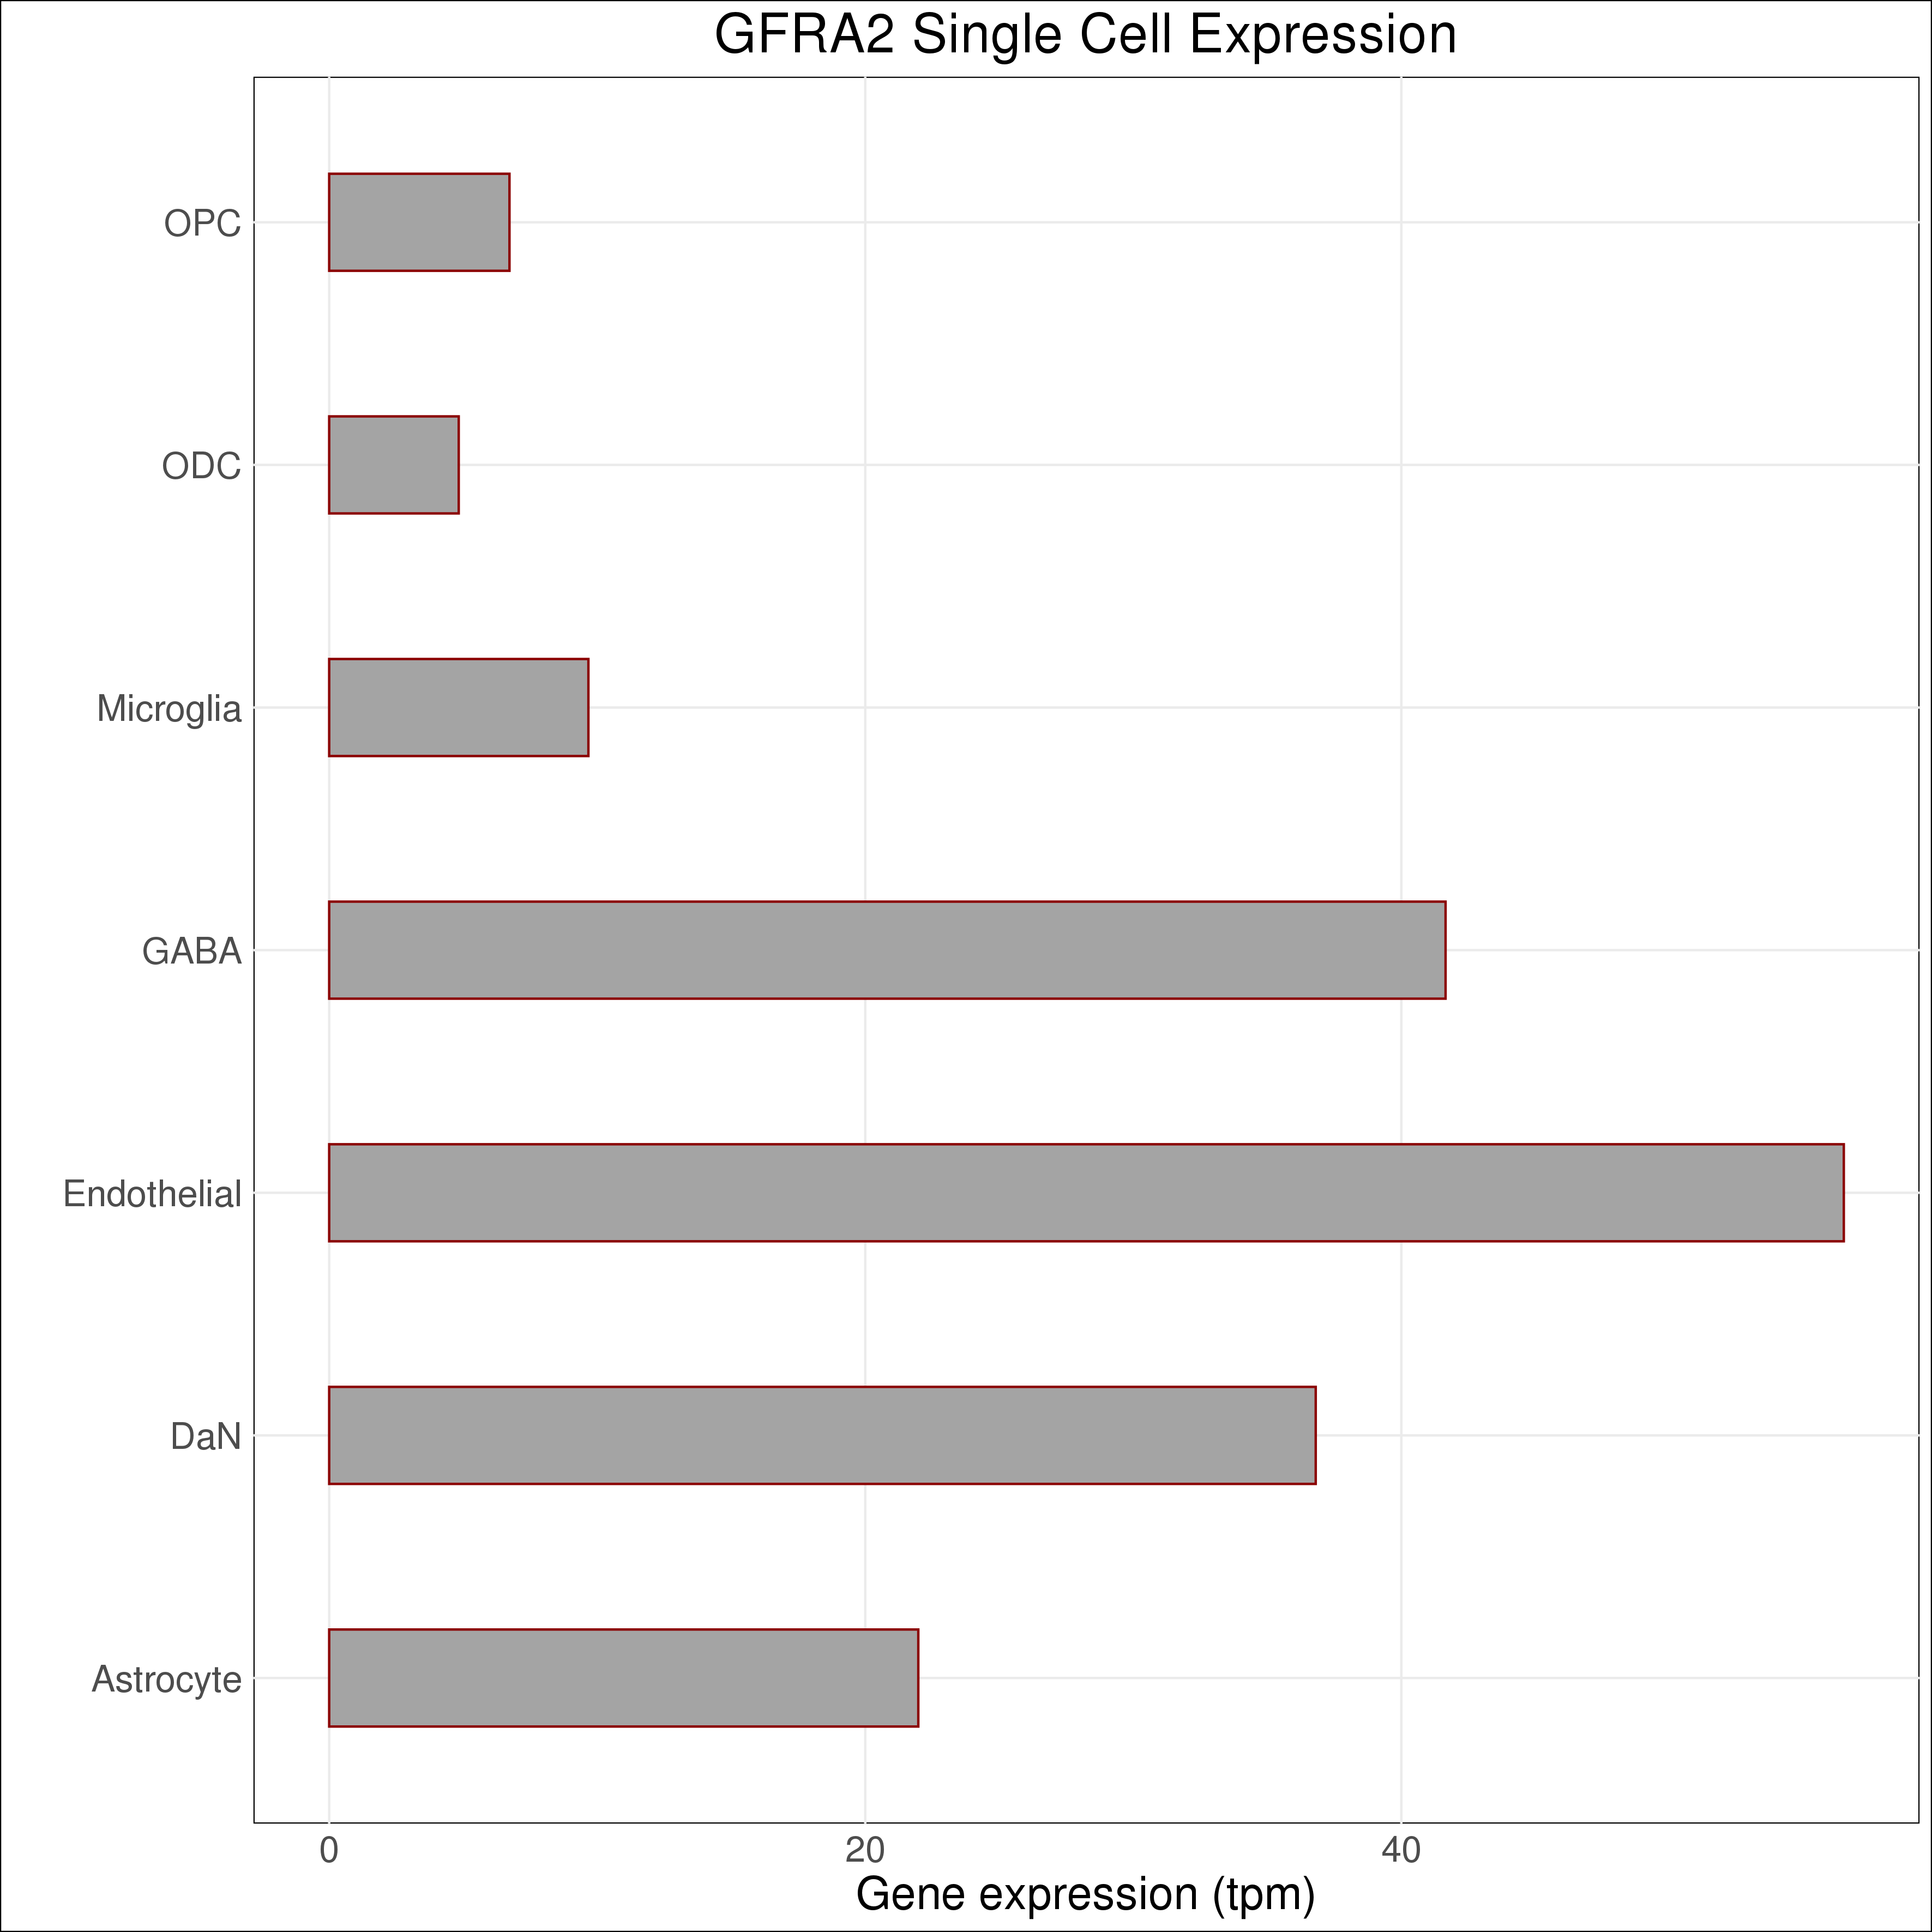 GFRA2 Single Cell Expression
OPC
ODC
Microglia
GABA
Endothelial
DaN
Astrocyte
0 20 40
Gene expression (tpm)